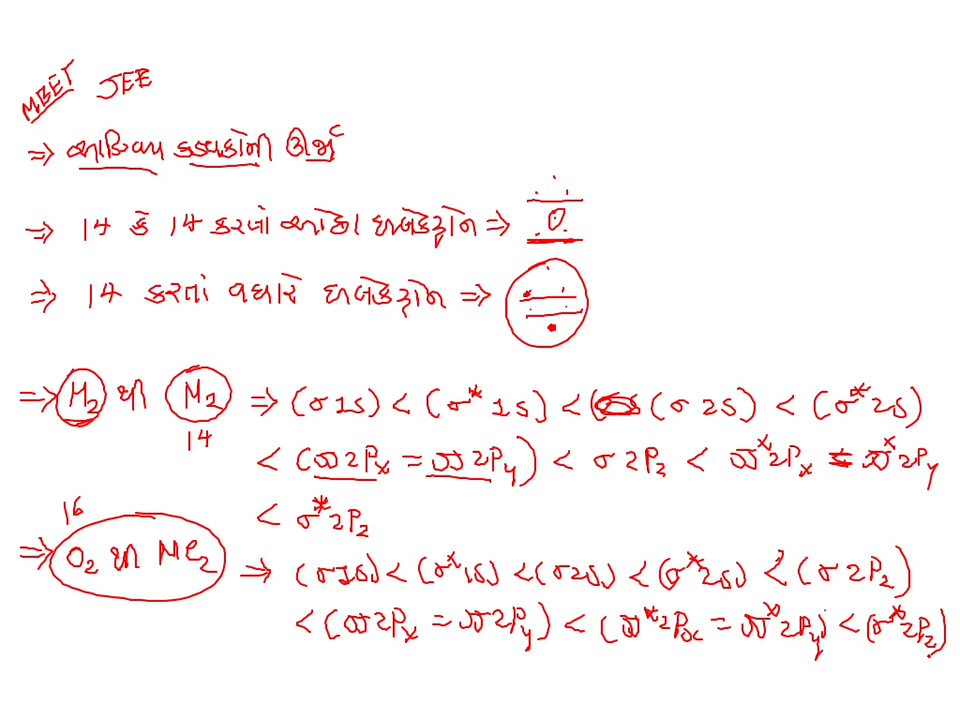 MBET JEE
⇒ આણ્વિય કક્ષકોની ઊર્જા
⇒ 14 કે 14 કરતાં ઓછા ઇલેક્ટ્રોન ⇒
⇒ 14 કરતાં વધારે ઇલેક્ટ્રોન ⇒
⇒ H₂ થી N₂ ⇒ (σ1s) < (σ*1s) < (σ2s) < (σ*2s)
14
< (π2Px = π2Py) < σ2Pz < π*2Px = π*2Py
< σ*2Pz
16
⇒ O₂ થી Ne₂ ⇒ (σ1s) < (σ*1s) < (σ2s) < (σ*2s) < (σ2Pz)
< (π2Px = π2Py) < (π*2Px = π*2Py) < (σ*2Pz)